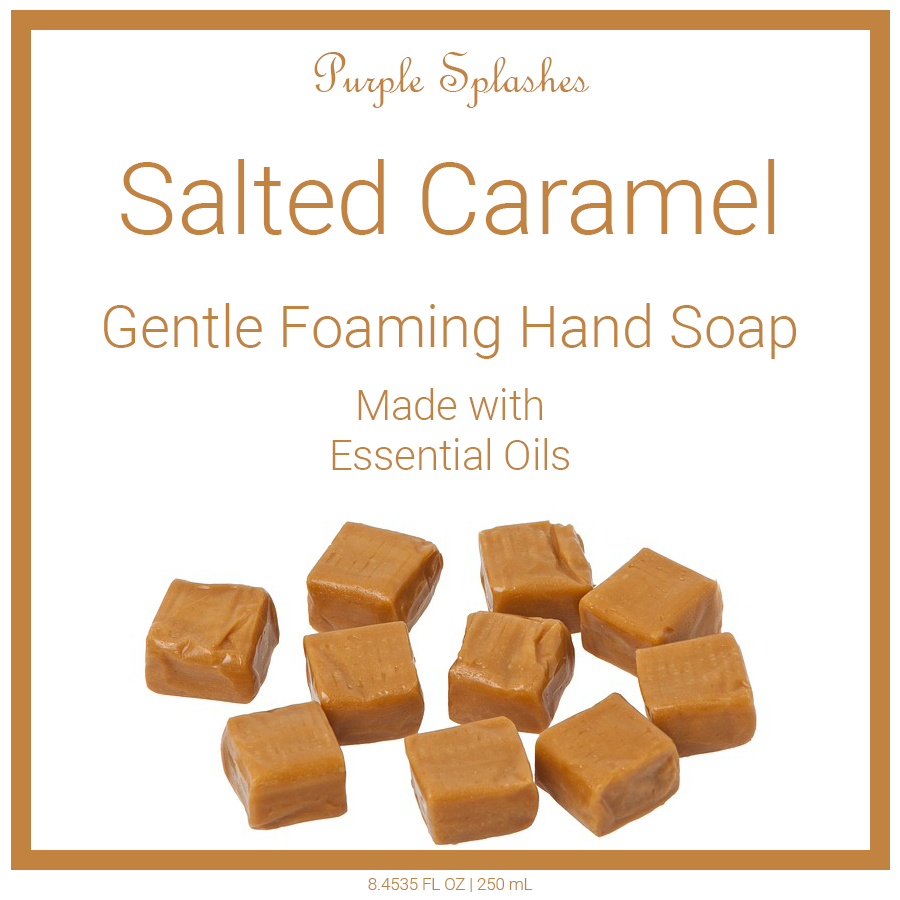 Purple Splashes
Salted Caramel
Gentle Foaming Hand Soap
Made with
Essential Oils
8.4535 FL OZ | 250 mL